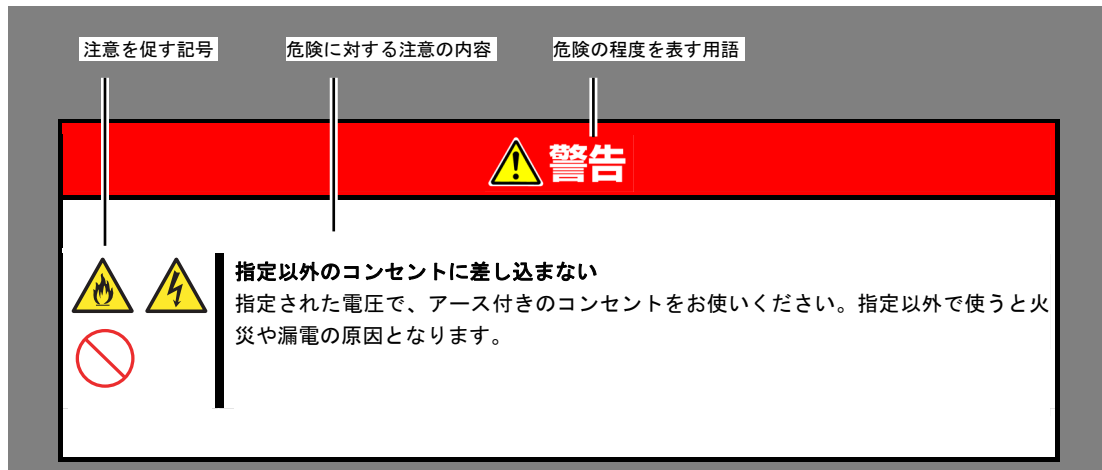 注意を促す記号
危険に対する注意の内容
危険の程度を表す用語
警告
指定以外のコンセントに差し込まない
指定された電圧で、アース付きのコンセントをお使いください。指定以外で使うと火
災や漏電の原因となります。